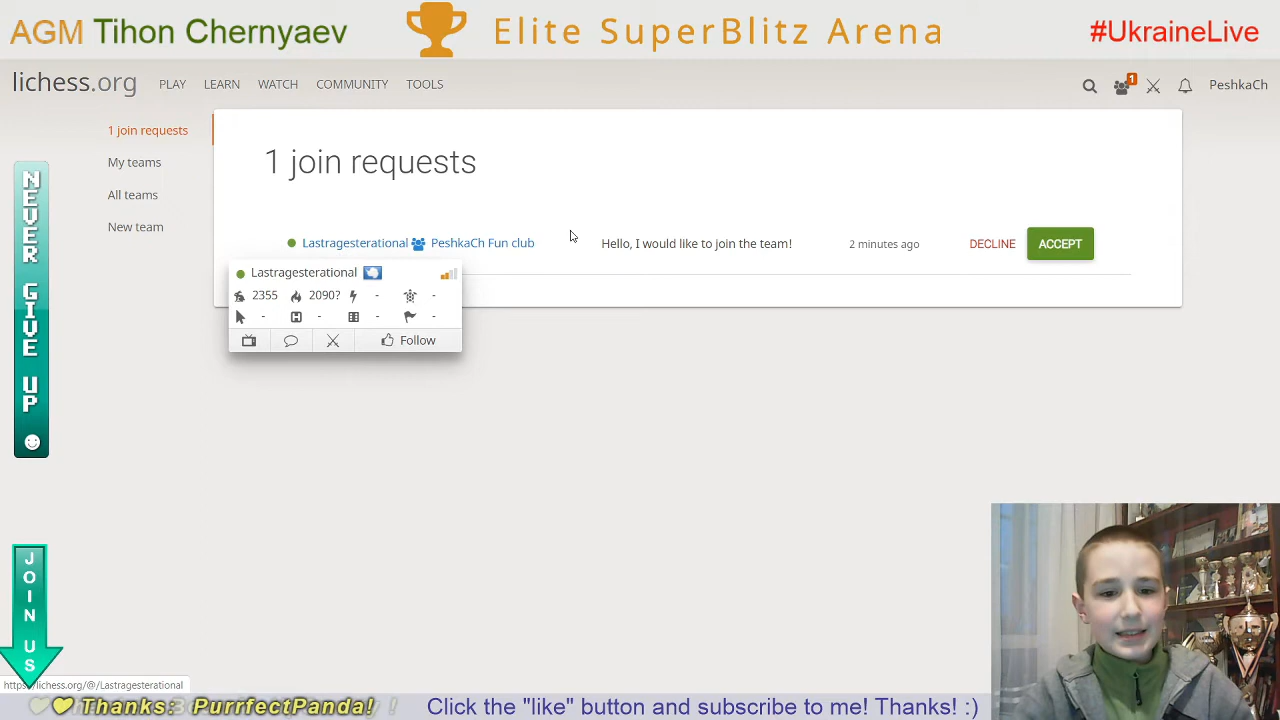 AGM Tihon Chernyaev
Elite SuperBlitz Arena
#UkraineLive
lichess.org
PLAY
LEARN
WATCH
COMMUNITY
TOOLS
1
PeshkaCh
1 join requests
My teams
All teams
New team
1 join requests
Lastragesterational PeshkaCh Fun club
Hello, I would like to join the team!
2 minutes ago
DECLINE
ACCEPT
Lastragesterational
2355 2090? - -
- - - -
Follow
NEVER GIVE UP
JOIN US
https://lichess.org/@/Lastragesterational
Thanks: PurrfectPanda! !
Click the "like" button and subscribe to me! Thanks! :)